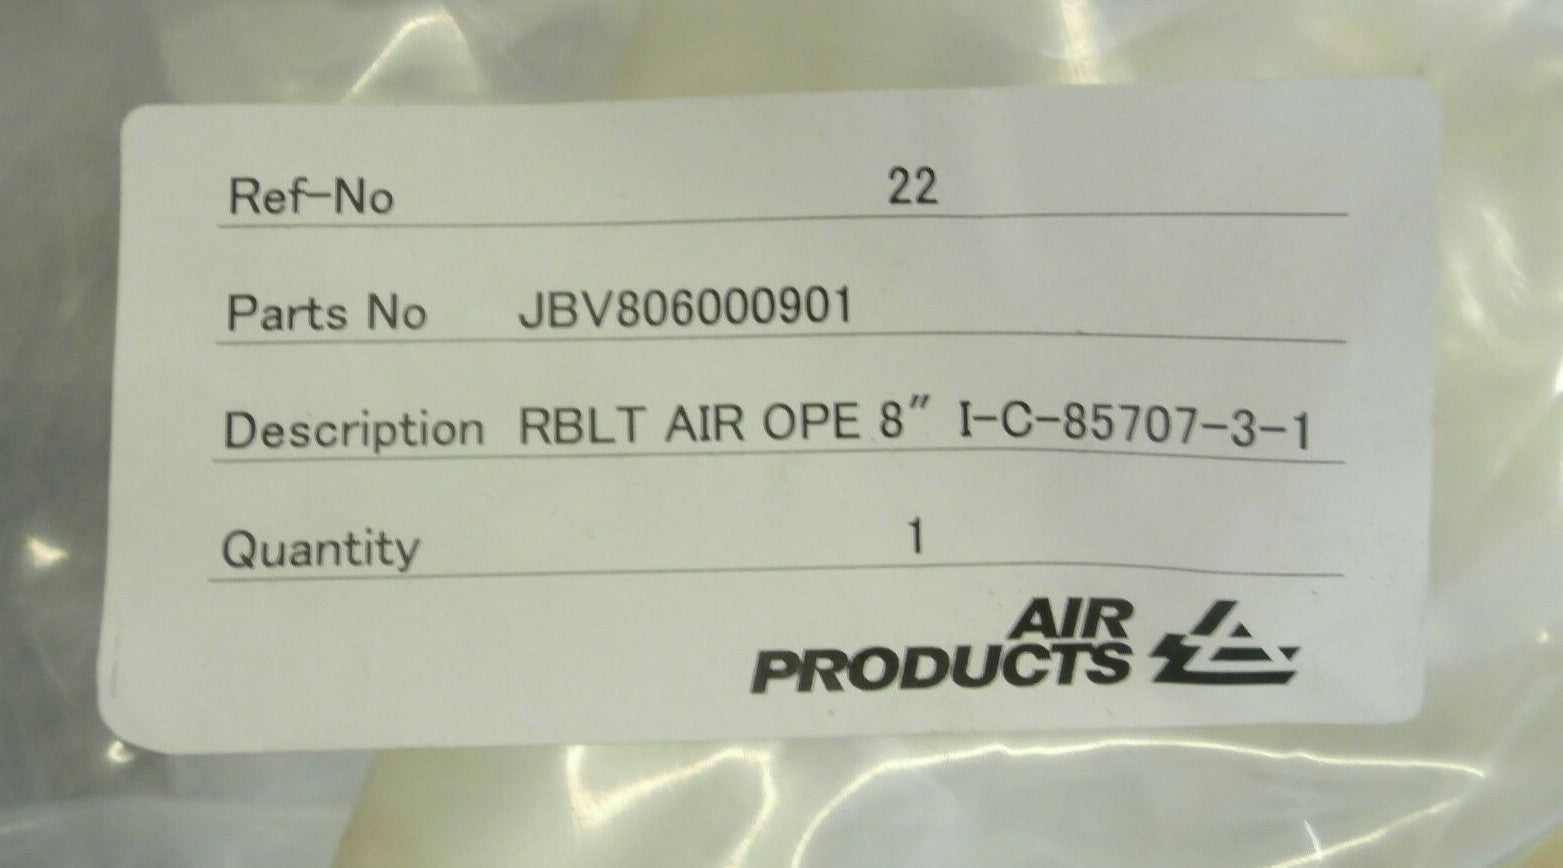 Ref-No 22
Parts No JBV806000901
Description RBLT AIR OPE 8" I-C-85707-3-1
Quantity 1
AIR
PRODUCTS